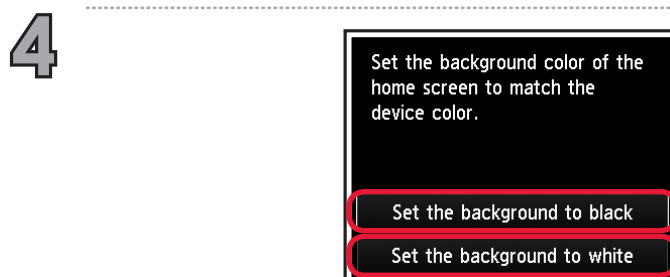 4
Set the background color of the
home screen to match the
device color.
Set the background to black
Set the background to white